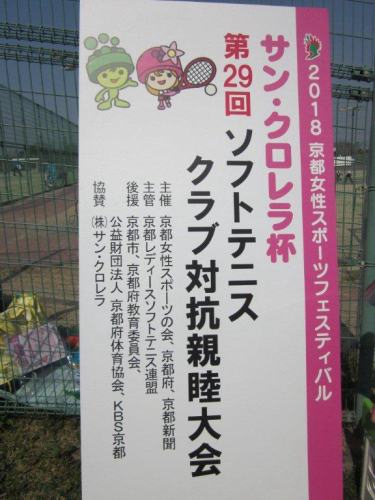 2018 京都女性スポーツフェスティバル
サン・クロレラ杯
第29回 ソフトテニス
クラブ対抗親睦大会
主催 京都女性スポーツの会、京都府、京都新聞
主管 京都レディースソフトテニス連盟
後援 京都市、京都府教育委員会、
公益財団法人 京都府体育協会、KBS京都
協賛 (株)サン・クロレラ